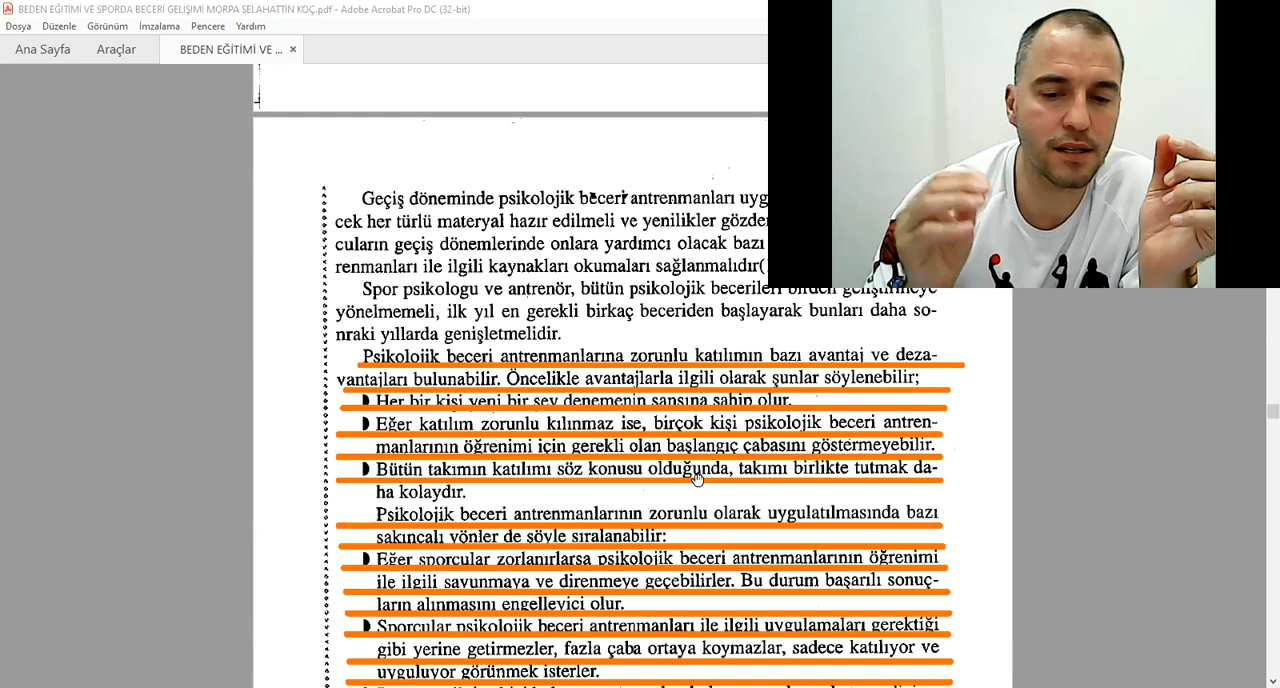 BEDEN EĞİTİMİ VE SPORDA BECERİ GELİŞİMİ MORPA SELAHATTİN KOÇ.pdf - Adobe Acrobat Pro DC (32-bit)
Dosya Düzenle Görünüm İmzalama Pencere Yardım
Ana Sayfa Araçlar BEDEN EĞİTİMİ VE ... ×
Geçiş döneminde psikolojik beceri antrenmanları uyg
cek her türlü materyal hazır edilmeli ve yenilikler gözde
cuların geçiş dönemlerinde onlara yardımcı olacak bazı
renmanları ile ilgili kaynakları okumaları sağlanmalıdır(
Spor psikologu ve antrenör, bütün psikolojik becerileri birden geliştirmeye
yönelmemeli, ilk yıl en gerekli birkaç beceriden başlayarak bunları daha so-
nraki yıllarda genişletmelidir.
Psikolojik beceri antrenmanlarına zorunlu katılımın bazı avantaj ve deza-
vantajları bulunabilir. Öncelikle avantajlarla ilgili olarak şunlar söylenebilir;
◗ Her bir kişi yeni bir şey denemenin şansına sahip olur.
◗ Eğer katılım zorunlu kılınmaz ise, birçok kişi psikolojik beceri antren-
manlarının öğrenimi için gerekli olan başlangıç çabasını göstermeyebilir.
◗ Bütün takımın katılımı söz konusu olduğunda, takımı birlikte tutmak da-
ha kolaydır.
Psikolojik beceri antrenmanlarının zorunlu olarak uygulatılmasında bazı
sakıncalı yönler de şöyle sıralanabilir:
◗ Eğer sporcular zorlanırlarsa psikolojik beceri antrenmanlarının öğrenimi
ile ilgili savunmaya ve direnmeye geçebilirler. Bu durum başarılı sonuç-
ların alınmasını engelleyici olur.
◗ Sporcular psikolojik beceri antrenmanları ile ilgili uygulamaları gerektiği
gibi yerine getirmezler, fazla çaba ortaya koymazlar, sadece katılıyor ve
uyguluyor görünmek isterler.